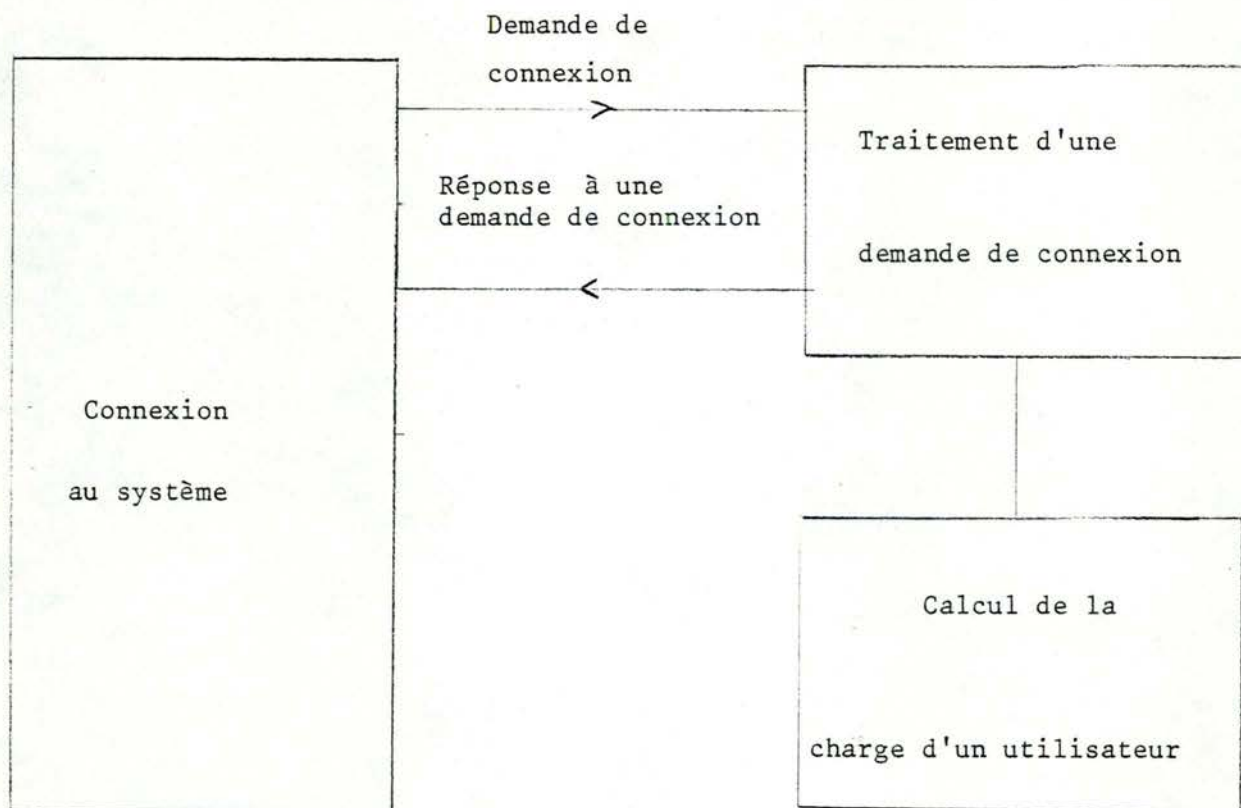 Demande de
connexion
Traitement d'une
demande de connexion
Réponse à une
demande de connexion
Connexion
au système
Calcul de la
charge d'un utilisateur